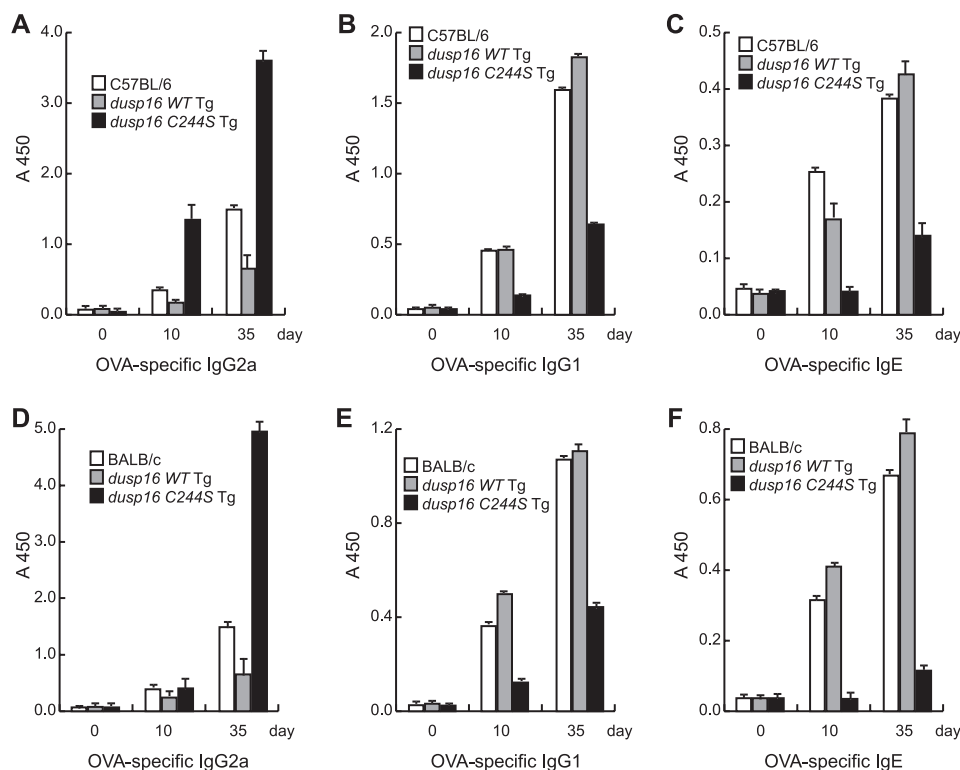 A
4.0
3.0
2.0
1.0
0.0
A 450
C57BL/6
dusp16 WT Tg
dusp16 C244S Tg
0 10 35 day
OVA-specific IgG2a
B
2.0
1.5
1.0
0.5
0.0
A 450
C57BL/6
dusp16 WT Tg
dusp16 C244S Tg
0 10 35 day
OVA-specific IgG1
C
0.5
0.4
0.3
0.2
0.1
0.0
A 450
C57BL/6
dusp16 WT Tg
dusp16 C244S Tg
0 10 35 day
OVA-specific IgE
D
5.0
4.0
3.0
2.0
1.0
0.0
A 450
BALB/c
dusp16 WT Tg
dusp16 C244S Tg
0 10 35 day
OVA-specific IgG2a
E
1.2
0.8
0.4
0.0
A 450
BALB/c
dusp16 WT Tg
dusp16 C244S Tg
0 10 35 day
OVA-specific IgG1
F
0.8
0.6
0.4
0.2
0.0
A 450
BALB/c
dusp16 WT Tg
dusp16 C244S Tg
0 10 35 day
OVA-specific IgE